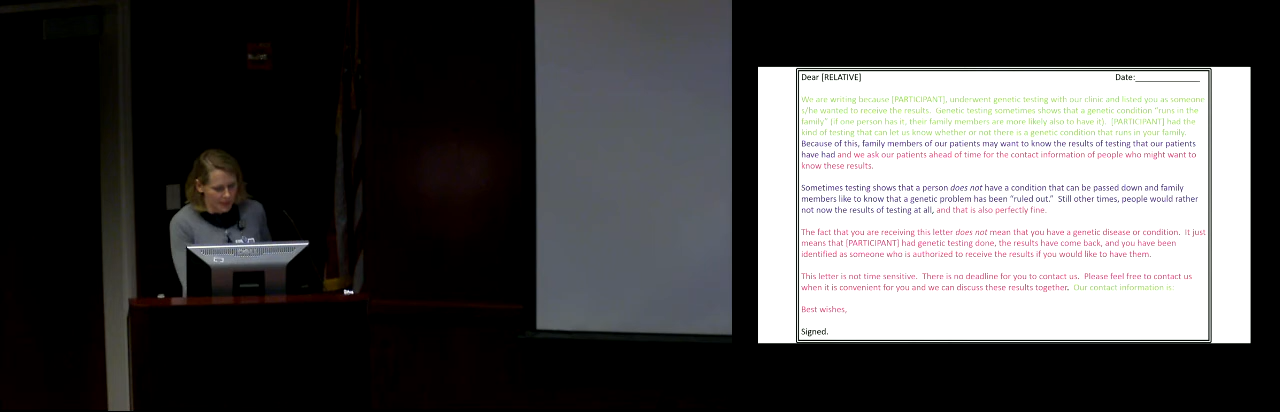 Dear [RELATIVE] Date:_______________
We are writing because [PARTICIPANT], underwent genetic testing with our clinic and listed you as someone
s/he wanted to receive the results. Genetic testing sometimes shows that a genetic condition “runs in the
family” (if one person has it, their family members are more likely also to have it). [PARTICIPANT] had the
kind of testing that can let us know whether or not there is a genetic condition that runs in your family.
Because of this, family members of our patients may want to know the results of testing that our patients
have had and we ask our patients ahead of time for the contact information of people who might want to
know these results.
Sometimes testing shows that a person does not have a condition that can be passed down and family
members like to know that a genetic problem has been “ruled out.” Still other times, people would rather
not now the results of testing at all, and that is also perfectly fine.
The fact that you are receiving this letter does not mean that you have a genetic disease or condition. It just
means that [PARTICIPANT] had genetic testing done, the results have come back, and you have been
identified as someone who is authorized to receive the results if you would like to have them.
This letter is not time sensitive. There is no deadline for you to contact us. Please feel free to contact us
when it is convenient for you and we can discuss these results together. Our contact information is:
Best wishes,
Signed.